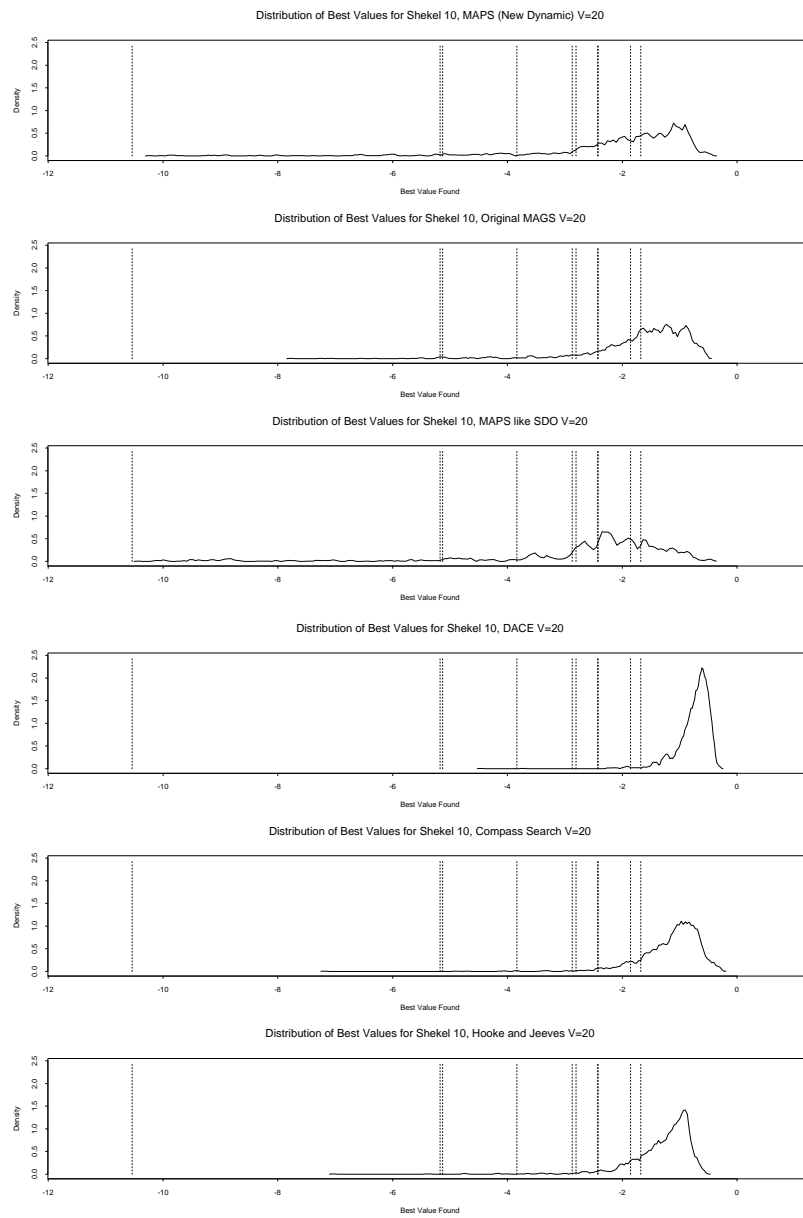 Distribution of Best Values for Shekel 10, MAPS (New Dynamic) V=20
Density
0.0 0.5 1.0 1.5 2.0 2.5
-12 -10 -8 -6 -4 -2 0
Best Value Found
Distribution of Best Values for Shekel 10, Original MAGS V=20
Density
0.0 0.5 1.0 1.5 2.0 2.5
-12 -10 -8 -6 -4 -2 0
Best Value Found
Distribution of Best Values for Shekel 10, MAPS like SDO V=20
Density
0.0 0.5 1.0 1.5 2.0 2.5
-12 -10 -8 -6 -4 -2 0
Best Value Found
Distribution of Best Values for Shekel 10, DACE V=20
Density
0.0 0.5 1.0 1.5 2.0 2.5
-12 -10 -8 -6 -4 -2 0
Best Value Found
Distribution of Best Values for Shekel 10, Compass Search V=20
Density
0.0 0.5 1.0 1.5 2.0 2.5
-12 -10 -8 -6 -4 -2 0
Best Value Found
Distribution of Best Values for Shekel 10, Hooke and Jeeves V=20
Density
0.0 0.5 1.0 1.5 2.0 2.5
-12 -10 -8 -6 -4 -2 0
Best Value Found